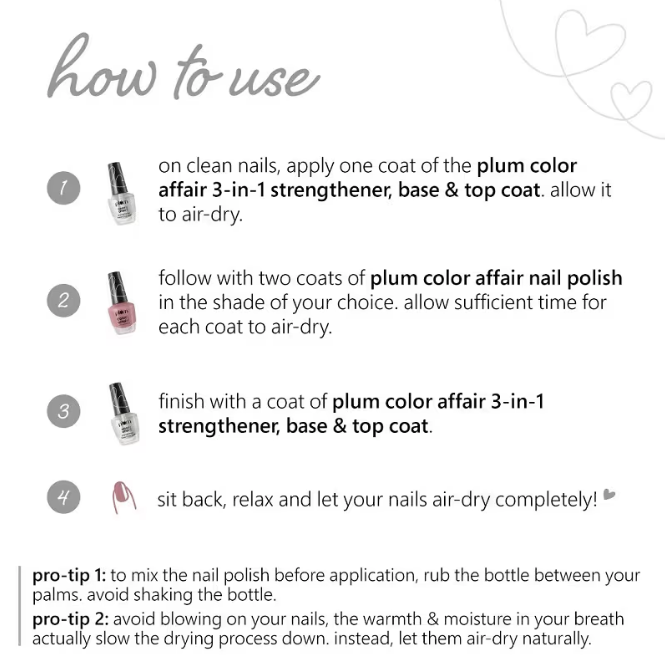 how to use
1
on clean nails, apply one coat of the plum color
affair 3-in-1 strengthener, base & top coat. allow it
to air-dry.
2
follow with two coats of plum color affair nail polish
in the shade of your choice. allow sufficient time for
each coat to air-dry.
3
finish with a coat of plum color affair 3-in-1
strengthener, base & top coat.
4
sit back, relax and let your nails air-dry completely!
pro-tip 1: to mix the nail polish before application, rub the bottle between your
palms. avoid shaking the bottle.
pro-tip 2: avoid blowing on your nails, the warmth & moisture in your breath
actually slow the drying process down. instead, let them air-dry naturally.